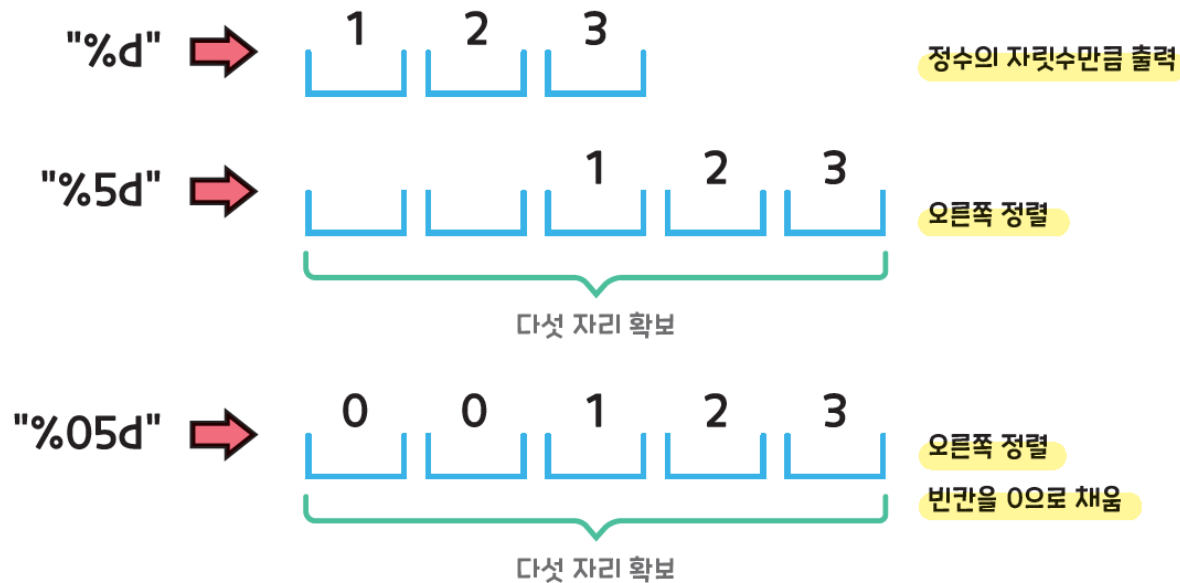 "%d" 1 2 3 정수의 자릿수만큼 출력
"%5d" 1 2 3 오른쪽 정렬
다섯 자리 확보
"%05d" 0 0 1 2 3 오른쪽 정렬
빈칸을 0으로 채움
다섯 자리 확보